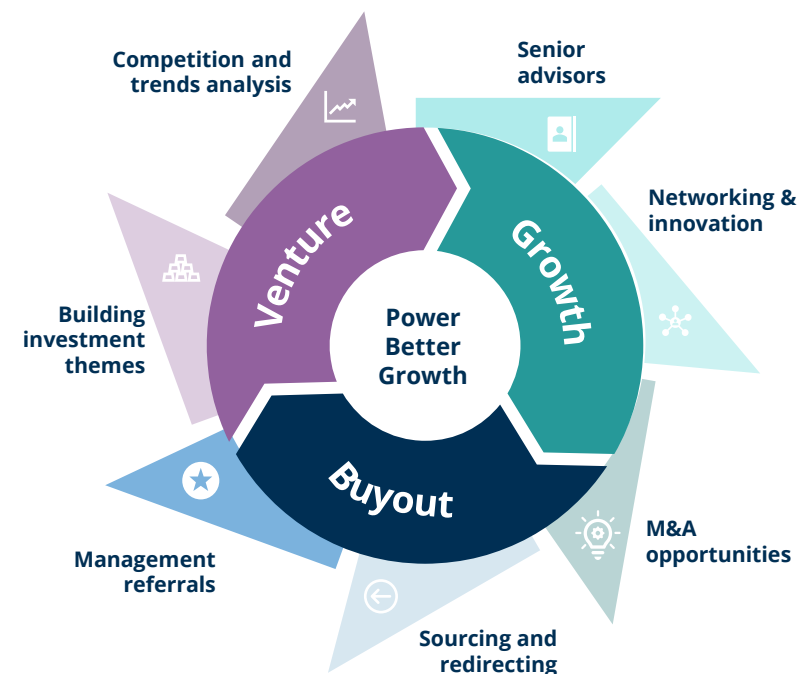 Competition and
trends analysis
Senior
advisors
Networking &
innovation
Venture
Growth
Building
investment
themes
Power
Better
Growth
Buyout
M&A
opportunities
Management
referrals
Sourcing and
redirecting